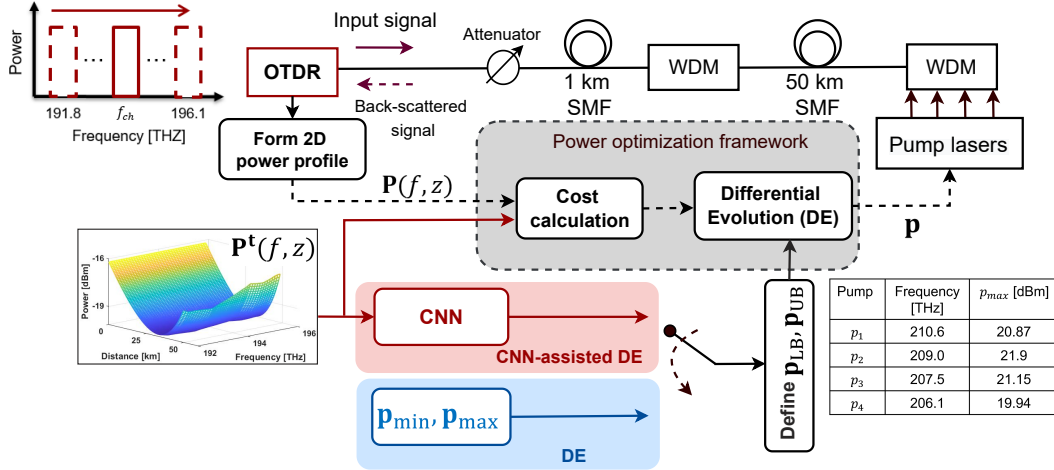 Power
191.8
f_ch
196.1
Frequency [THZ]
OTDR
Input signal
Back-scattered
signal
Attenuator
1 km
SMF
WDM
50 km
SMF
WDM
Pump lasers
Form 2D
power profile
P(f, z)
Power optimization framework
Cost
calculation
Differential
Evolution (DE)
p
P^t(f, z)
Power
[dBm]
-16
-19
0
25
50
Distance [km]
192
194
196
Frequency [THz]
CNN
CNN-assisted DE
p_min, p_max
DE
Define p_LB, p_UB
Pump Frequency [THz] p_max [dBm]
p_1 210.6 20.87
p_2 209.0 21.9
p_3 207.5 21.15
p_4 206.1 19.94